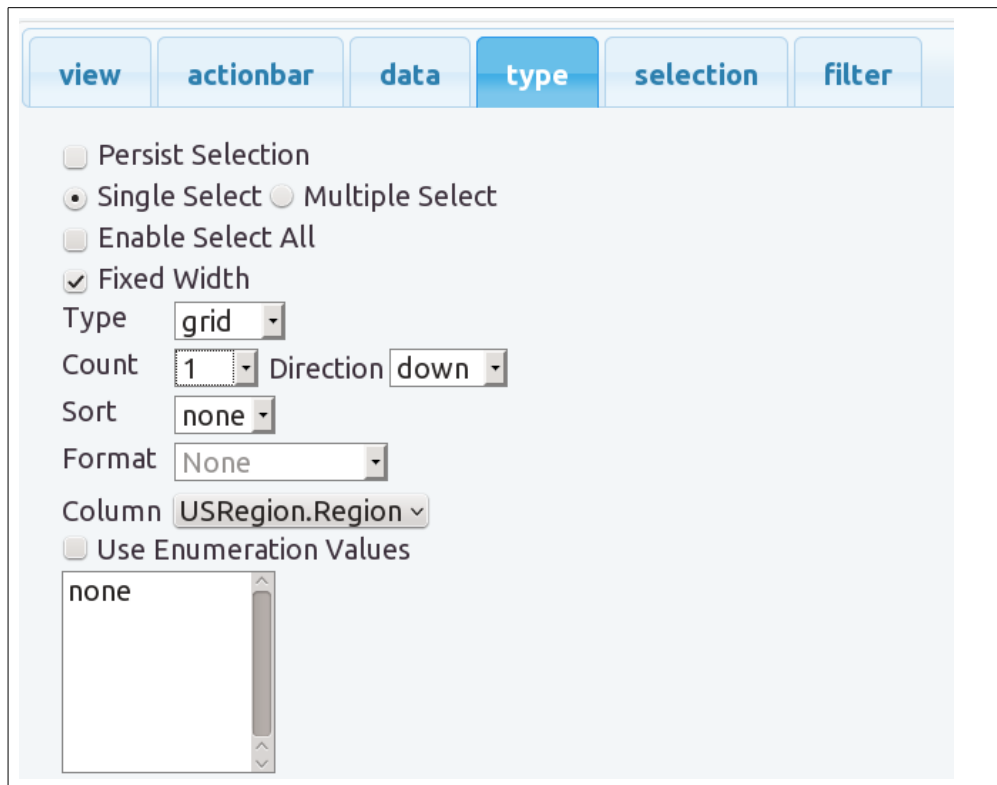 view actionbar data type selection filter
Persist Selection
Single Select Multiple Select
Enable Select All
Fixed Width
Type grid
Count 1 Direction down
Sort none
Format None
Column USRegion.Region
Use Enumeration Values
none